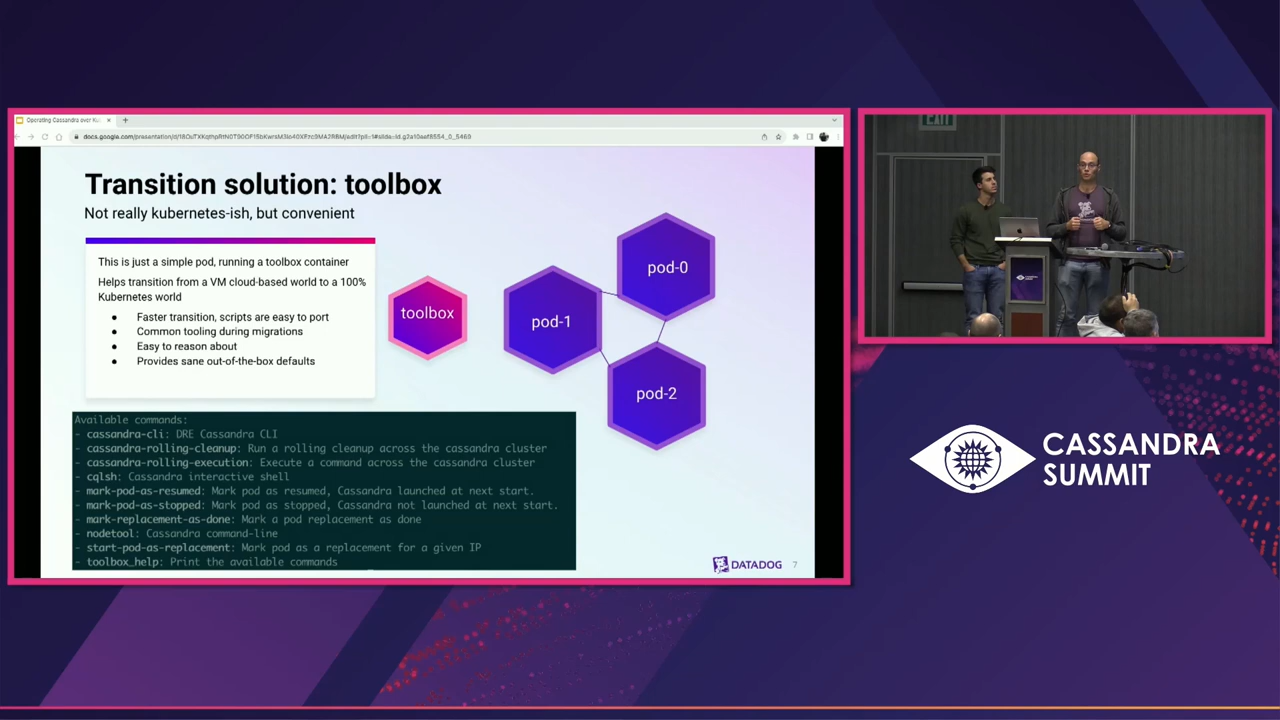 Operating Cassandra over Ku
Transition solution: toolbox
Not really kubernetes-ish, but convenient
This is just a simple pod, running a toolbox container
Helps transition from a VM cloud-based world to a 100%
Kubernetes world
● Faster transition, scripts are easy to port
● Common tooling during migrations
● Easy to reason about
● Provides sane out-of-the-box defaults
toolbox
pod-0
pod-1
pod-2
Available commands:
- cassandra-cli: DRE Cassandra CLI
- cassandra-rolling-cleanup: Run a rolling cleanup across the cassandra cluster
- cassandra-rolling-execution: Execute a command across the cassandra cluster
- cqlsh: Cassandra interactive shell
- mark-pod-as-resumed: Mark pod as resumed, Cassandra launched at next start.
- mark-pod-as-stopped: Mark pod as stopped, Cassandra not launched at next start.
- mark-replacement-as-done: Mark a pod replacement as done
- nodetool: Cassandra command-line
- start-pod-as-replacement: Mark pod as a replacement for a given IP
- toolbox_help: Print the available commands
DATADOG 7
EXIT
CASSANDRA
SUMMIT